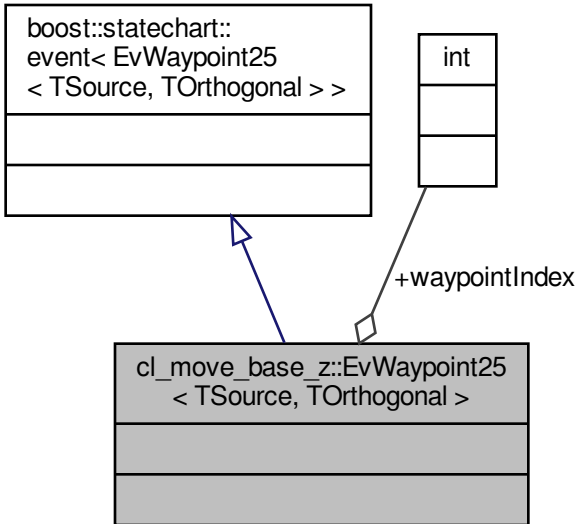 boost::statechart::
event< EvWaypoint25
< TSource, TOrthogonal > >
int
+waypointIndex
cl_move_base_z::EvWaypoint25
< TSource, TOrthogonal >